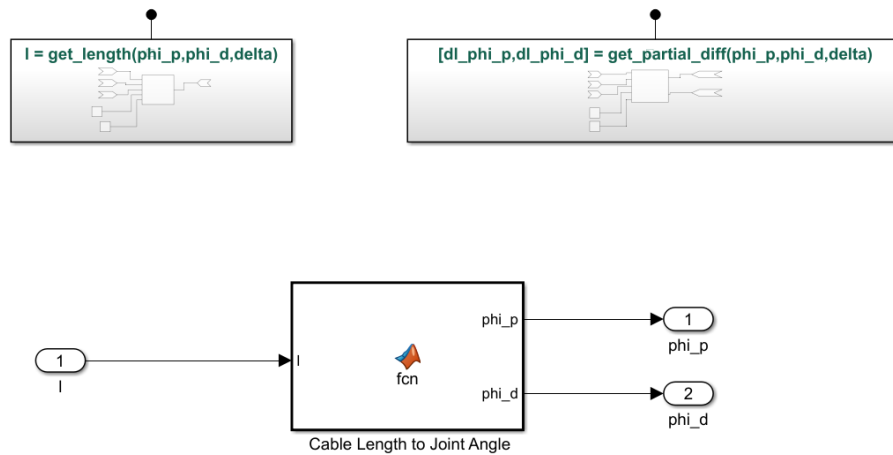 l = get_length(phi_p,phi_d,delta)
[dl_phi_p,dl_phi_d] = get_partial_diff(phi_p,phi_d,delta)
phi_p
1
phi_p
1
l
l
fcn
phi_d
2
phi_d
Cable Length to Joint Angle